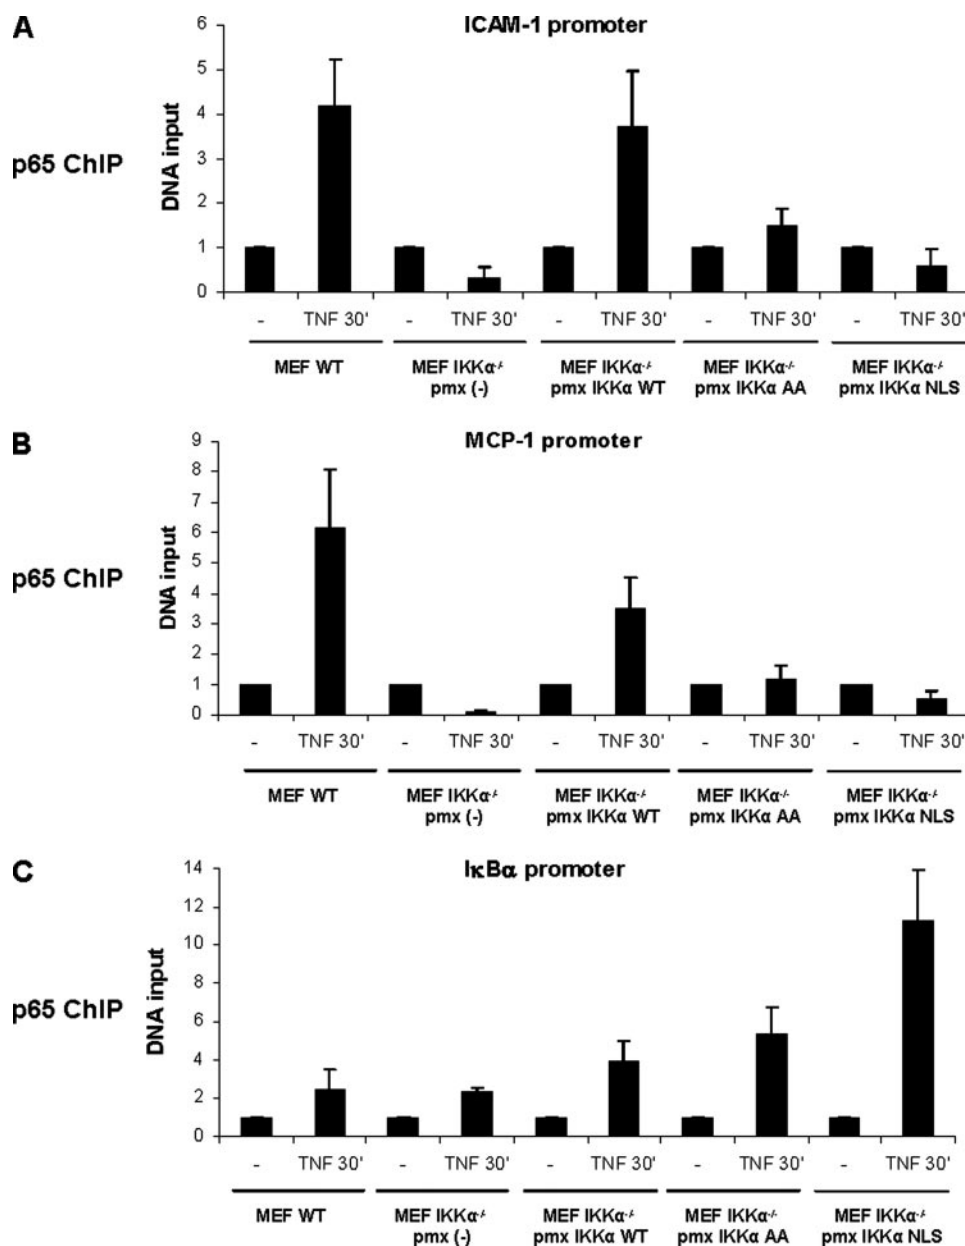 A
ICAM-1 promoter
p65 ChIP
DNA input
6
5
4
3
2
1
0
- TNF 30' - TNF 30' - TNF 30' - TNF 30' - TNF 30'
MEF WT MEF IKKα-/- MEF IKKα-/- MEF IKKα-/- MEF IKKα-/-
pmx (-) pmx IKKα WT pmx IKKα AA pmx IKKα NLS
B
MCP-1 promoter
p65 ChIP
DNA input
9
8
7
6
5
4
3
2
1
0
- TNF 30' - TNF 30' - TNF 30' - TNF 30' - TNF 30'
MEF WT MEF IKKα-/- MEF IKKα-/- MEF IKKα-/- MEF IKKα-/-
pmx (-) pmx IKKα WT pmx IKKα AA pmx IKKα NLS
C
IκBα promoter
p65 ChIP
DNA input
14
12
10
8
6
4
2
0
- TNF 30' - TNF 30' - TNF 30' - TNF 30' - TNF 30'
MEF WT MEF IKKα-/- MEF IKKα-/- MEF IKKα-/- MEF IKKα-/-
pmx (-) pmx IKKα WT pmx IKKα AA pmx IKKα NLS